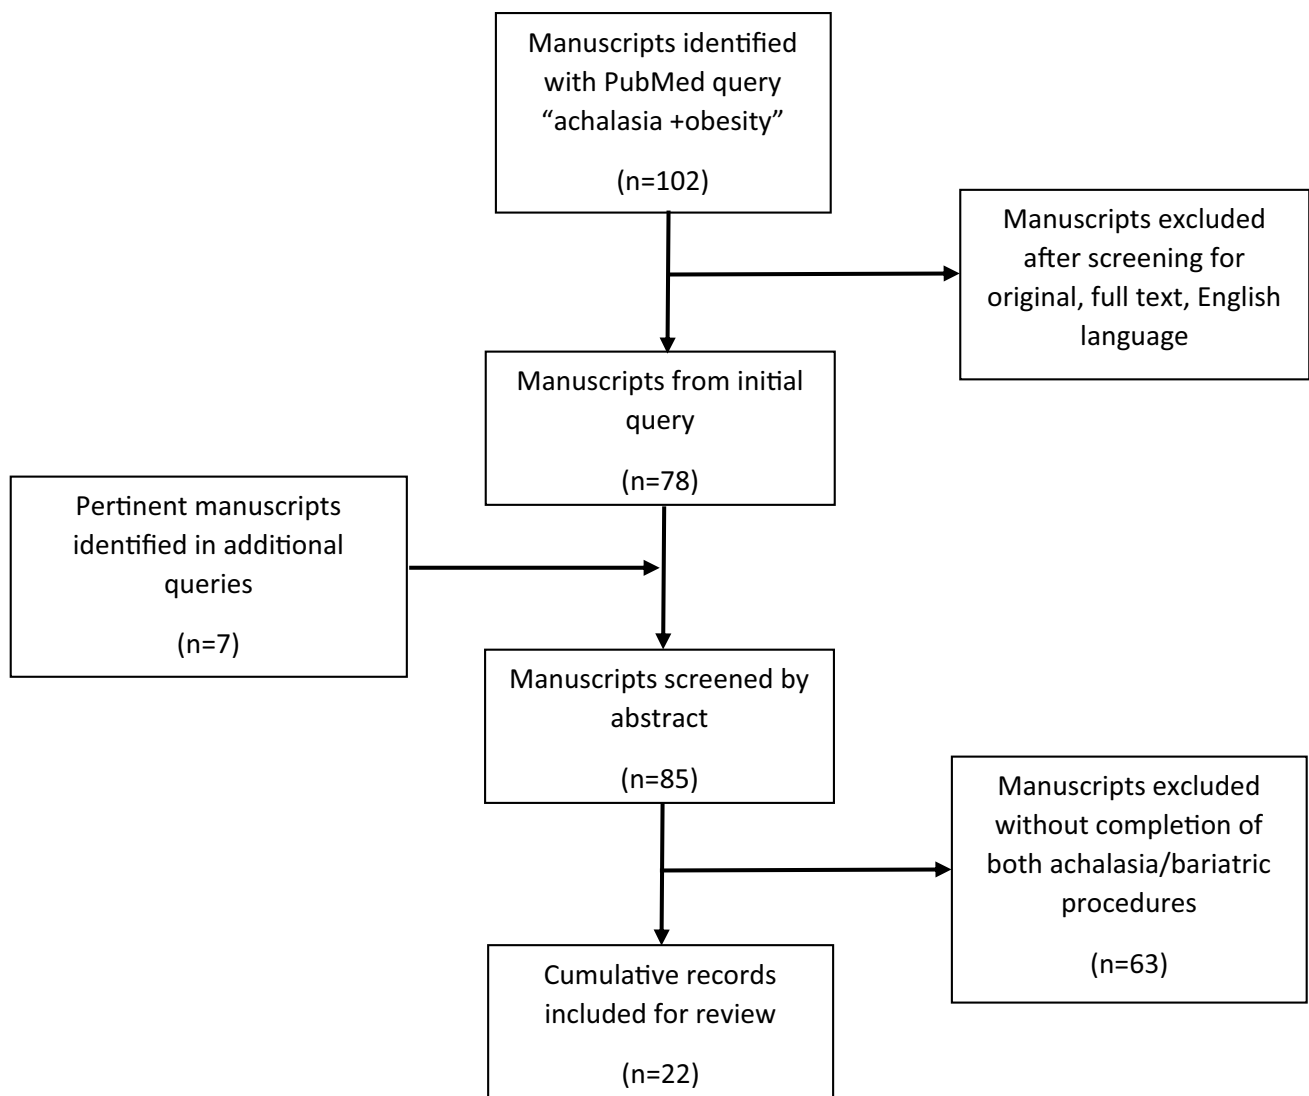 Manuscripts identified
with PubMed query
“achalasia +obesity”
(n=102)
Manuscripts excluded
after screening for
original, full text, English
language
Manuscripts from initial
query
(n=78)
Pertinent manuscripts
identified in additional
queries
(n=7)
Manuscripts screened by
abstract
(n=85)
Manuscripts excluded
without completion of
both achalasia/bariatric
procedures
(n=63)
Cumulative records
included for review
(n=22)